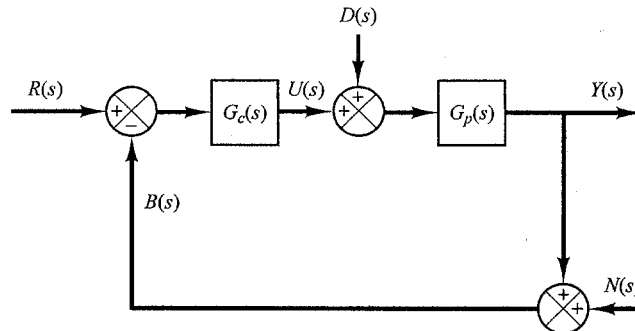 D(s)
R(s)
+
−
G_c(s)
U(s)
+
+
G_p(s)
Y(s)
B(s)
+
+
N(s